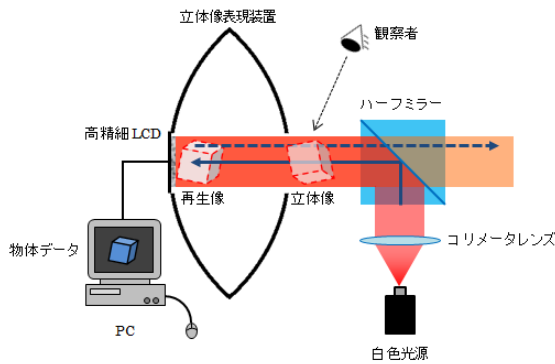 立体像表現装置
観察者
ハーフミラー
高精細LCD
再生像
立体像
物体データ
コリメータレンズ
PC
白色光源